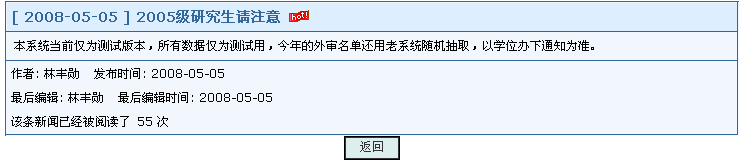 [ 2008-05-05 ] 2005级研究生请注意 hot!
本系统当前仅为测试版本，所有数据仅为测试用，今年的外审名单还用老系统随机抽取，以学位办下通知为准。
作者: 林丰勋 发布时间: 2008-05-05
最后编辑: 林丰勋 最后编辑时间: 2008-05-05
该条新闻已经被阅读了 55 次
返回